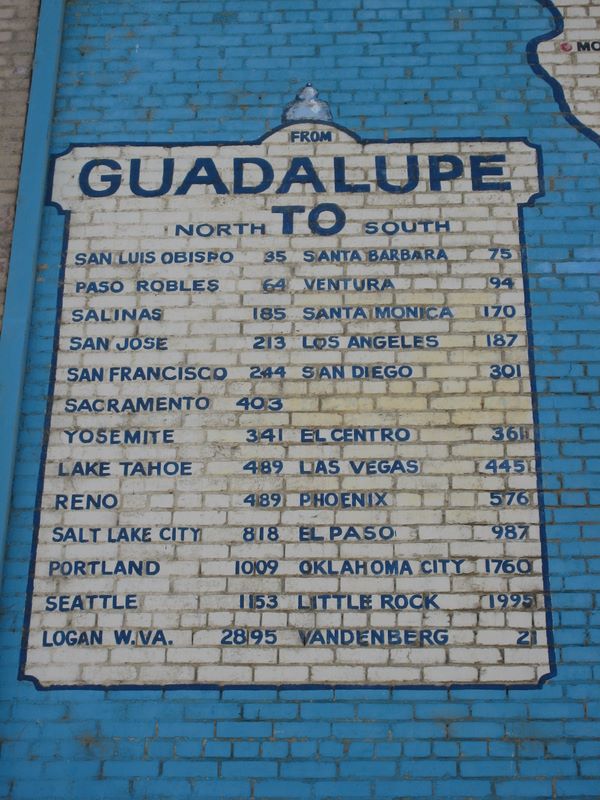 MO
FROM
GUADALUPE
NORTH TO SOUTH
SAN LUIS OBISPO 35 SANTA BARBARA 75
PASO ROBLES 64 VENTURA 94
SALINAS 185 SANTA MONICA 170
SAN JOSE 213 LOS ANGELES 187
SAN FRANCISCO 244 SAN DIEGO 301
SACRAMENTO 403
YOSEMITE 341 EL CENTRO 361
LAKE TAHOE 489 LAS VEGAS 445
RENO 489 PHOENIX 576
SALT LAKE CITY 818 EL PASO 987
PORTLAND 1009 OKLAHOMA CITY 1760
SEATTLE 1153 LITTLE ROCK 1995
LOGAN W.VA. 2895 VANDENBERG 21